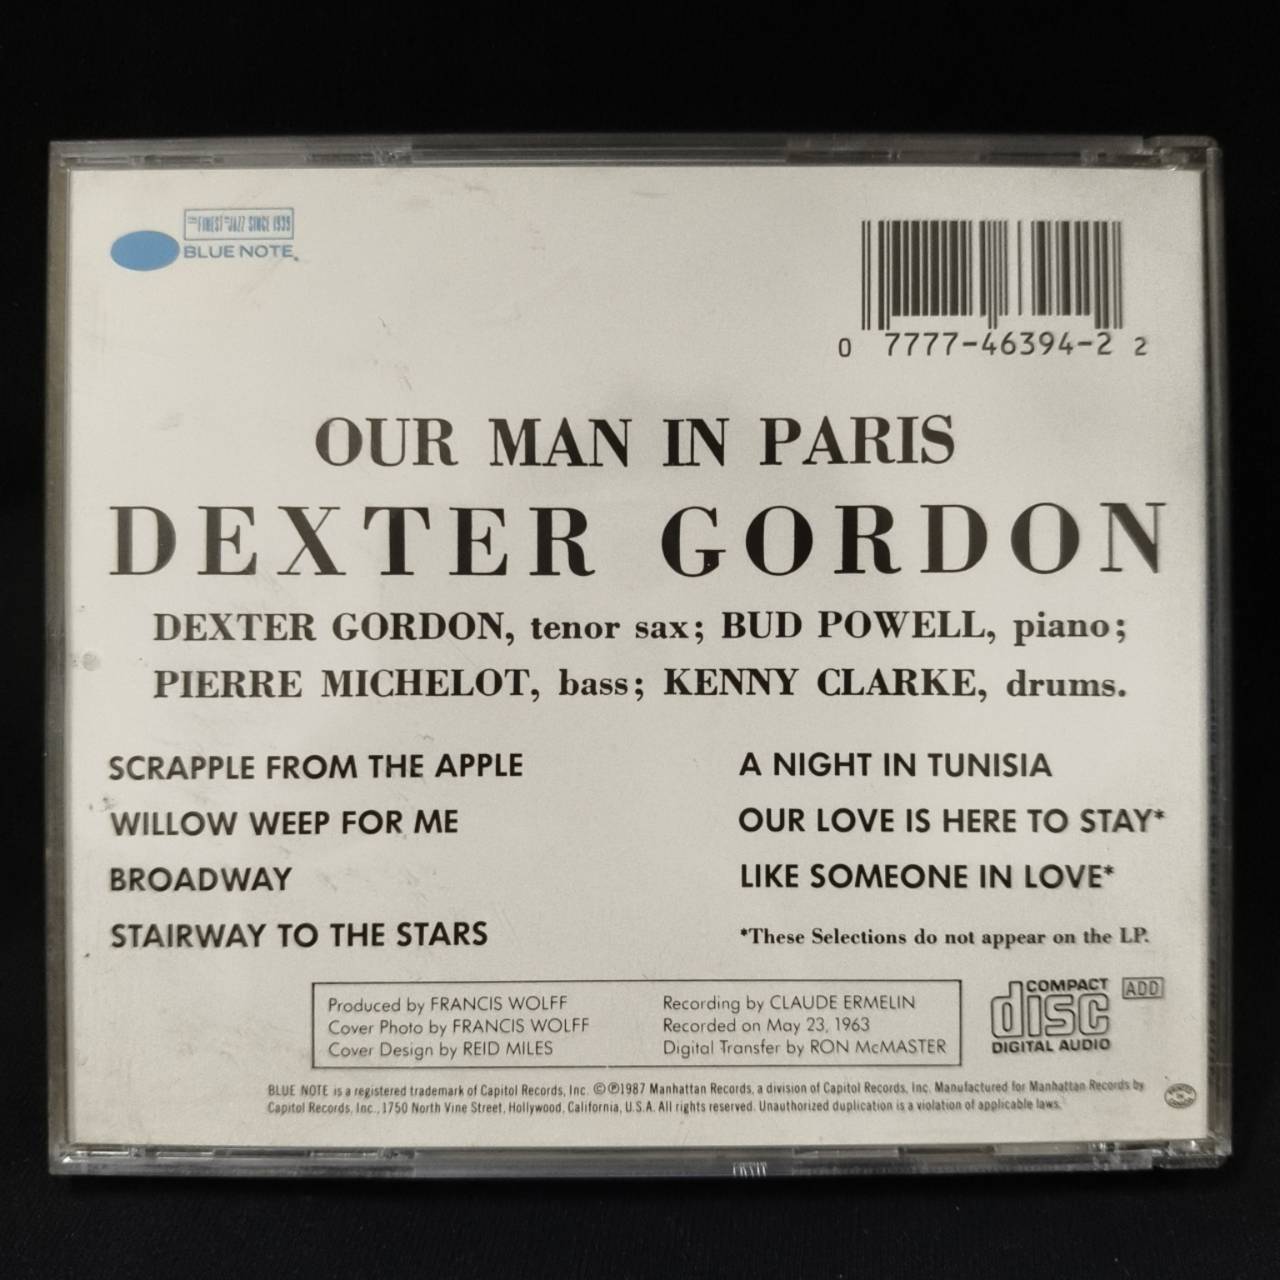 THE FINEST IN JAZZ SINCE 1939
BLUE NOTE
0 7777-46394-2 2
OUR MAN IN PARIS
DEXTER GORDON
DEXTER GORDON, tenor sax; BUD POWELL, piano;
PIERRE MICHELOT, bass; KENNY CLARKE, drums.
SCRAPPLE FROM THE APPLE
WILLOW WEEP FOR ME
BROADWAY
STAIRWAY TO THE STARS
A NIGHT IN TUNISIA
OUR LOVE IS HERE TO STAY*
LIKE SOMEONE IN LOVE*
*These Selections do not appear on the LP.
Produced by FRANCIS WOLFF
Cover Photo by FRANCIS WOLFF
Cover Design by REID MILES
Recording by CLAUDE ERMELIN
Recorded on May 23, 1963
Digital Transfer by RON McMASTER
COMPACT
disc
DIGITAL AUDIO
ADD
BLUE NOTE is a registered trademark of Capitol Records, Inc. ©℗1987 Manhattan Records, a division of Capitol Records, Inc. Manufactured for Manhattan Records by
Capitol Records, Inc., 1750 North Vine Street, Hollywood, California, U.S.A. All rights reserved. Unauthorized duplication is a violation of applicable laws.